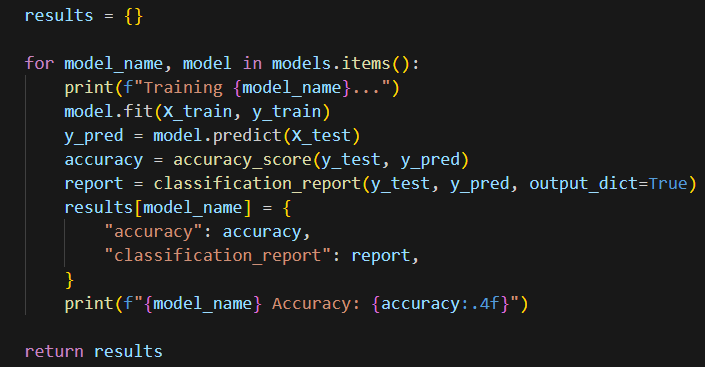 results = {}
for model_name, model in models.items():
    print(f"Training {model_name}...")
    model.fit(X_train, y_train)
    y_pred = model.predict(X_test)
    accuracy = accuracy_score(y_test, y_pred)
    report = classification_report(y_test, y_pred, output_dict=True)
    results[model_name] = {
        "accuracy": accuracy,
        "classification_report": report,
    }
    print(f"{model_name} Accuracy: {accuracy:.4f}")
return results